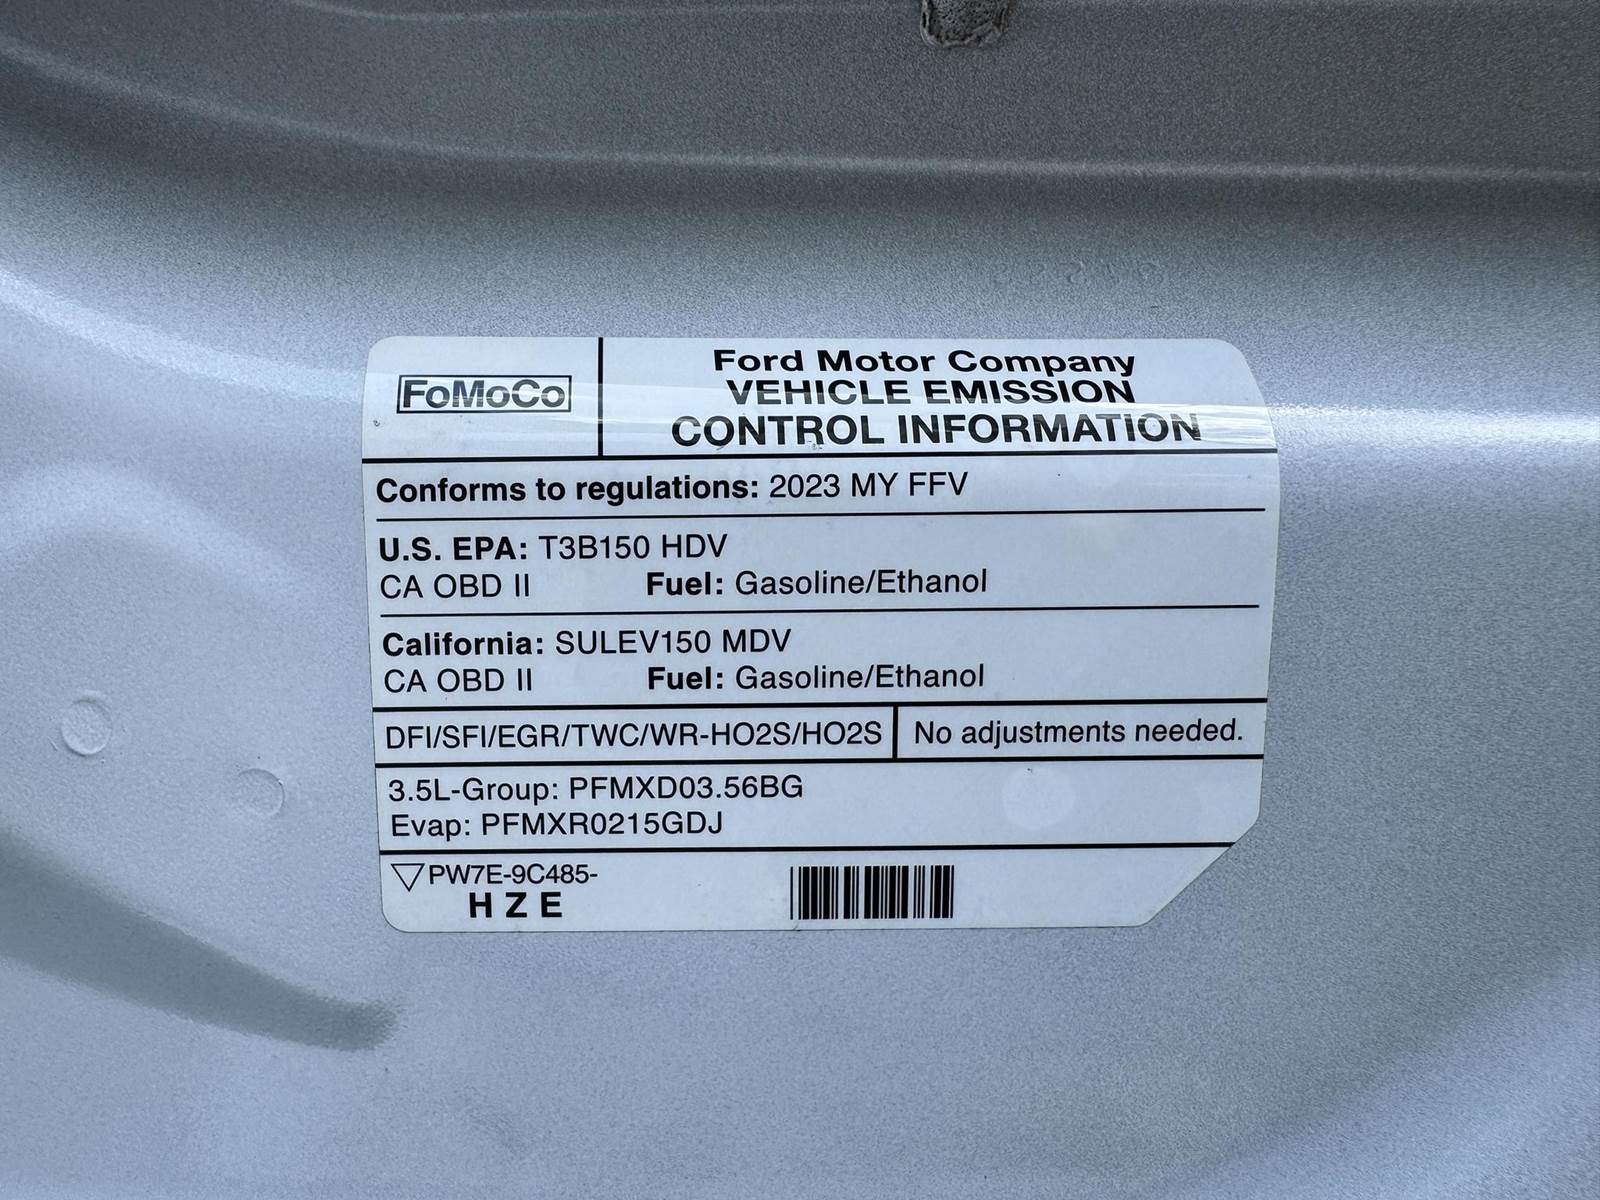 FoMoCo
Ford Motor Company
VEHICLE EMISSION
CONTROL INFORMATION
Conforms to regulations: 2023 MY FFV
U.S. EPA: T3B150 HDV
CA OBD II Fuel: Gasoline/Ethanol
California: SULEV150 MDV
CA OBD II Fuel: Gasoline/Ethanol
DFI/SFI/EGR/TWC/WR-HO2S/HO2S No adjustments needed.
3.5L-Group: PFMXD03.56BG
Evap: PFMXR0215GDJ
PW7E-9C485-
HZE